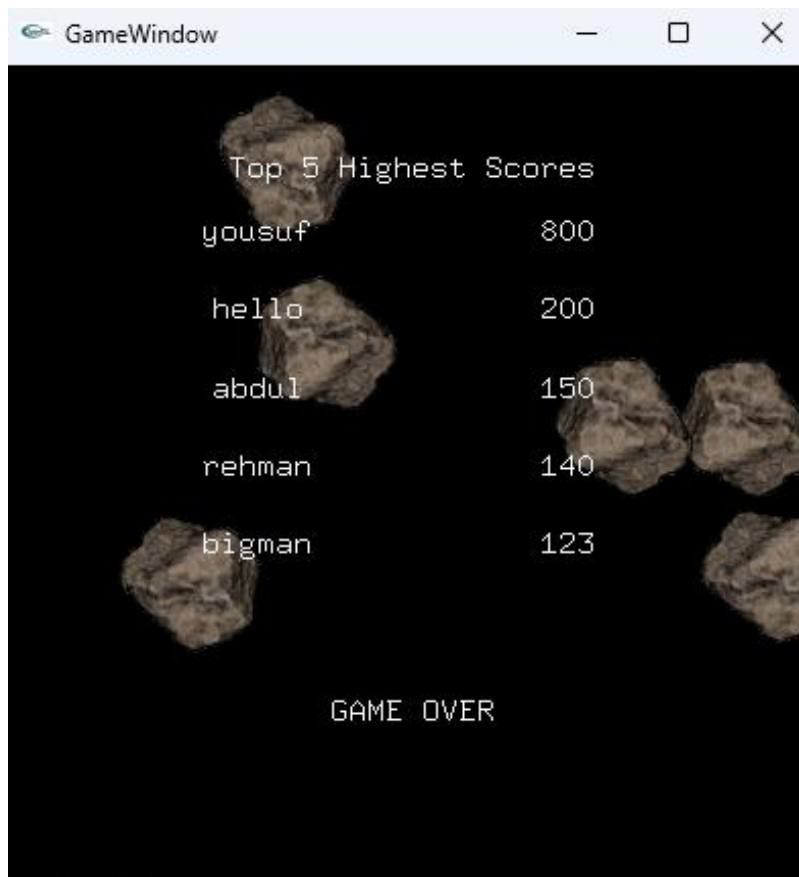 GameWindow
Top 5 Highest Scores
yousuf 800
hello 200
abdul 150
rehman 140
bigman 123
GAME OVER